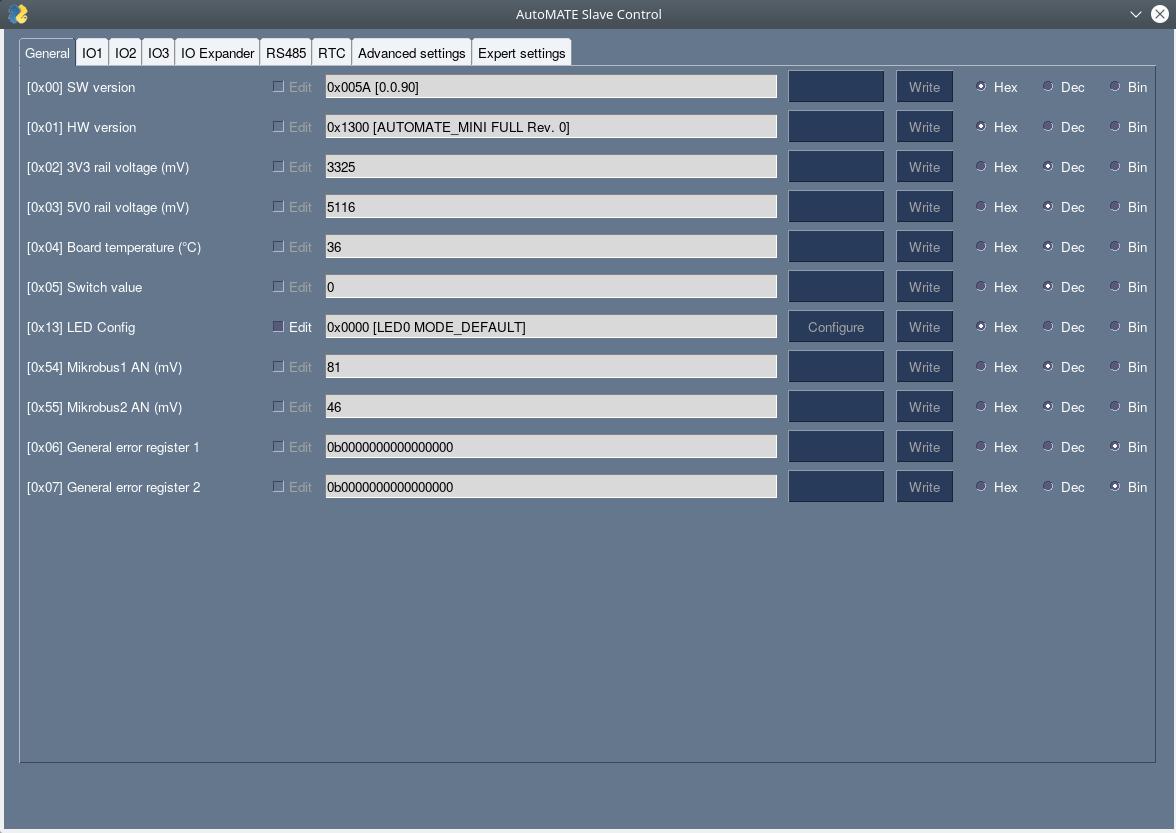 AutoMATE Slave Control
General IO1 IO2 IO3 IO Expander RS485 RTC Advanced settings Expert settings
[0x00] SW version Edit 0x005A [0.0.90] Write Hex Dec Bin
[0x01] HW version Edit 0x1300 [AUTOMATE_MINI FULL Rev. 0] Write Hex Dec Bin
[0x02] 3V3 rail voltage (mV) Edit 3325 Write Hex Dec Bin
[0x03] 5V0 rail voltage (mV) Edit 5116 Write Hex Dec Bin
[0x04] Board temperature (°C) Edit 36 Write Hex Dec Bin
[0x05] Switch value Edit 0 Write Hex Dec Bin
[0x13] LED Config Edit 0x0000 [LED0 MODE_DEFAULT] Configure Write Hex Dec Bin
[0x54] Mikrobus1 AN (mV) Edit 81 Write Hex Dec Bin
[0x55] Mikrobus2 AN (mV) Edit 46 Write Hex Dec Bin
[0x06] General error register 1 Edit 0b0000000000000000 Write Hex Dec Bin
[0x07] General error register 2 Edit 0b0000000000000000 Write Hex Dec Bin